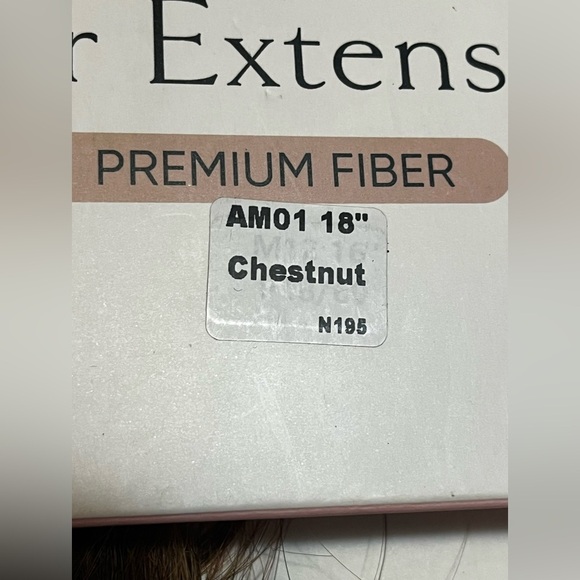 r Extens
PREMIUM FIBER
AM01 18"
Chestnut
N195